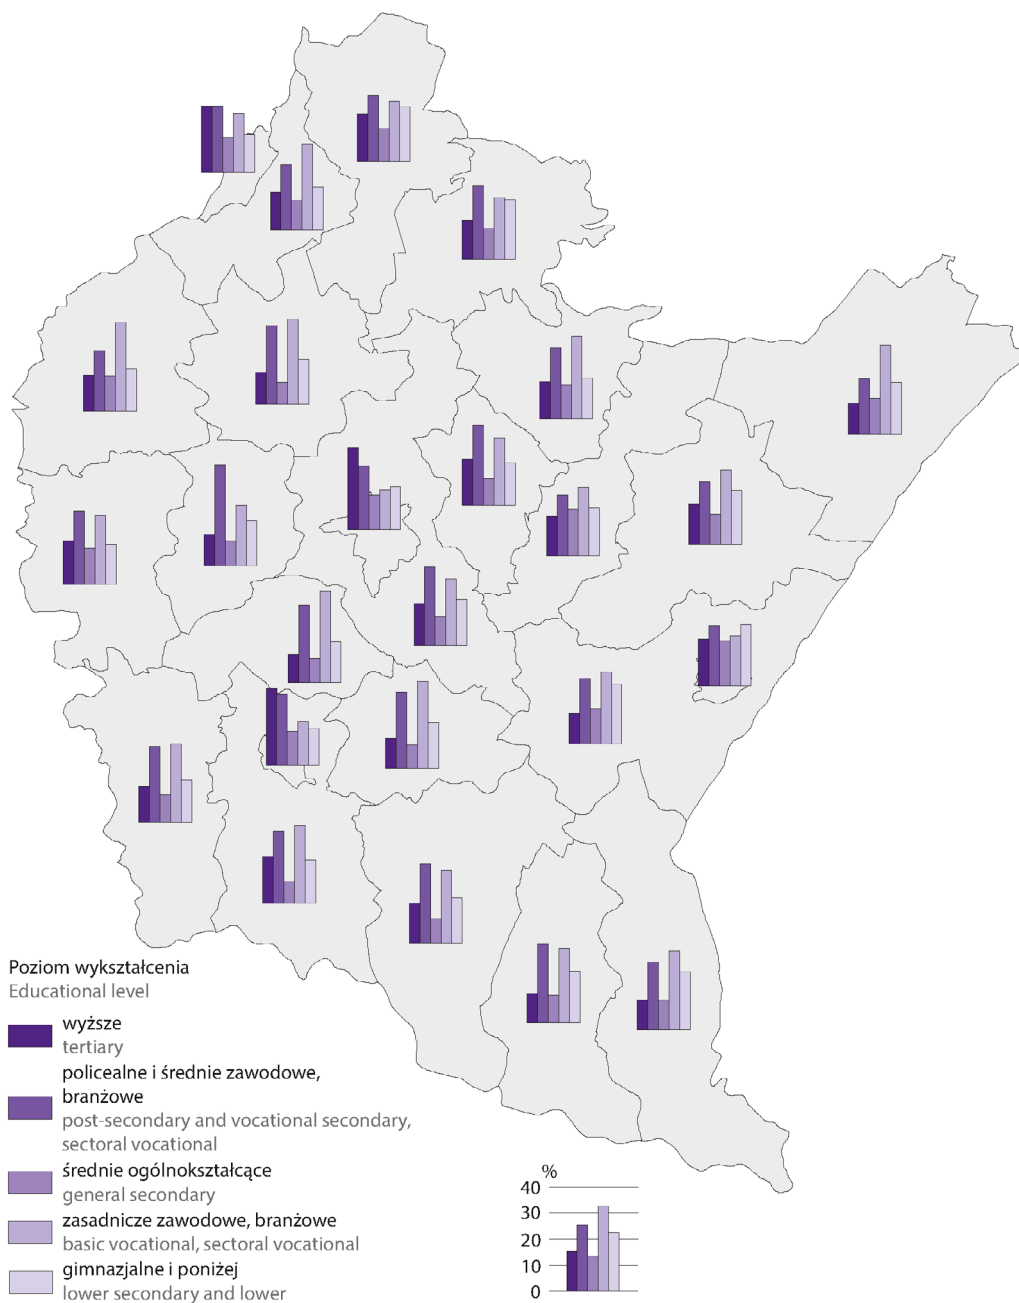 Poziom wykształcenia
Educational level
wyższe
tertiary
policealne i średnie zawodowe,
branżowe
post-secondary and vocational secondary,
sectoral vocational
średnie ogólnokształcące
general secondary
zasadnicze zawodowe, branżowe
basic vocational, sectoral vocational
gimnazjalne i poniżej
lower secondary and lower
%
40
30
20
10
0